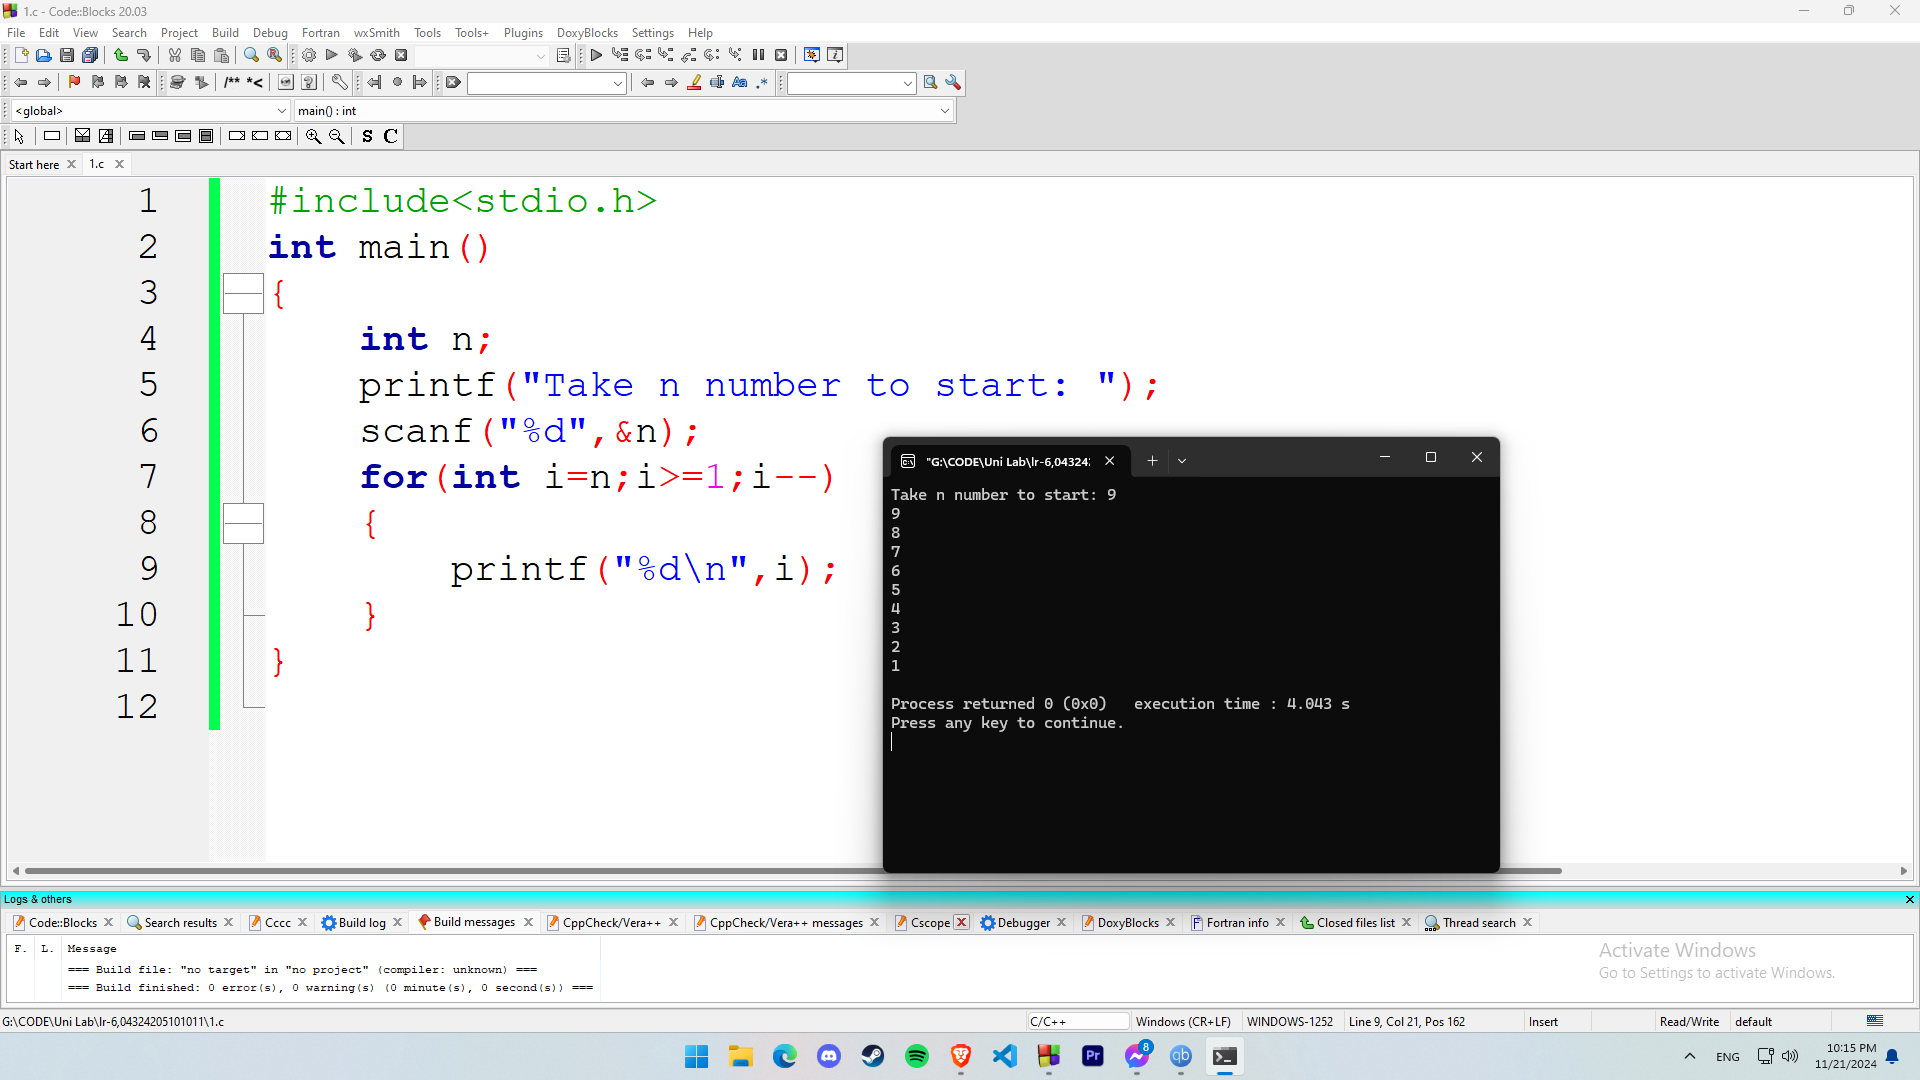 1.c - Code::Blocks 20.03
File Edit View Search Project Build Debug Fortran wxSmith Tools Tools+ Plugins DoxyBlocks Settings Help
/** *<
Aa .*
<global> main() : int
S C
Start here 1.c
1 #include<stdio.h>
2 int main()
3 {
4 int n;
5 printf("Take n number to start: ");
6 scanf("%d",&n);
7 for(int i=n;i>=1;i--)
8 {
9 printf("%d\n",i);
10 }
11 }
12
"G:\CODE\Uni Lab\lr-6,04324:
Take n number to start: 9
9
8
7
6
5
4
3
2
1
Process returned 0 (0x0) execution time : 4.043 s
Press any key to continue.
Logs & others
Code::Blocks Search results Cccc Build log Build messages CppCheck/Vera++ CppCheck/Vera++ messages Cscope Debugger DoxyBlocks Fortran info Closed files list Thread search
F. L. Message
=== Build file: "no target" in "no project" (compiler: unknown) ===
=== Build finished: 0 error(s), 0 warning(s) (0 minute(s), 0 second(s)) ===
Activate Windows
Go to Settings to activate Windows.
G:\CODE\Uni Lab\lr-6,04324205101011\1.c C/C++ Windows (CR+LF) WINDOWS-1252 Line 9, Col 21, Pos 162 Insert Read/Write default
Pr 8 qb ENG 10:15 PM
11/21/2024